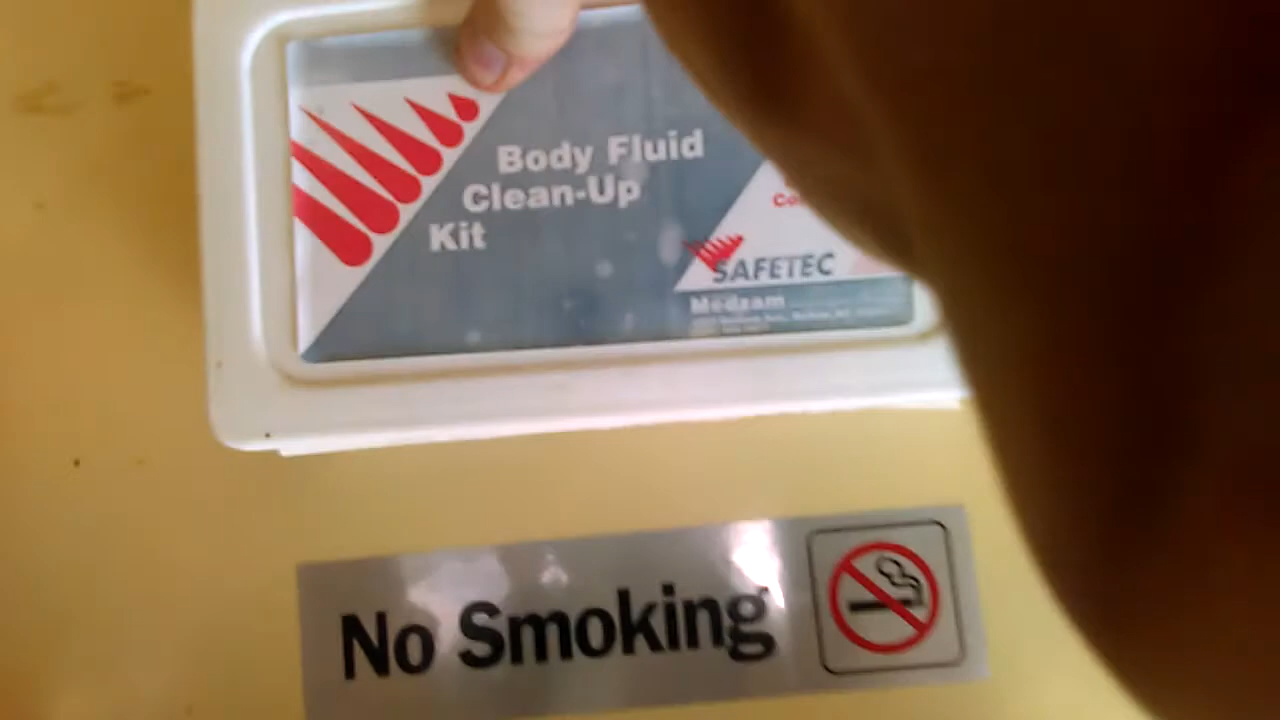 Body Fluid
Clean-Up
Kit
SAFETEC
Medzam
No Smoking